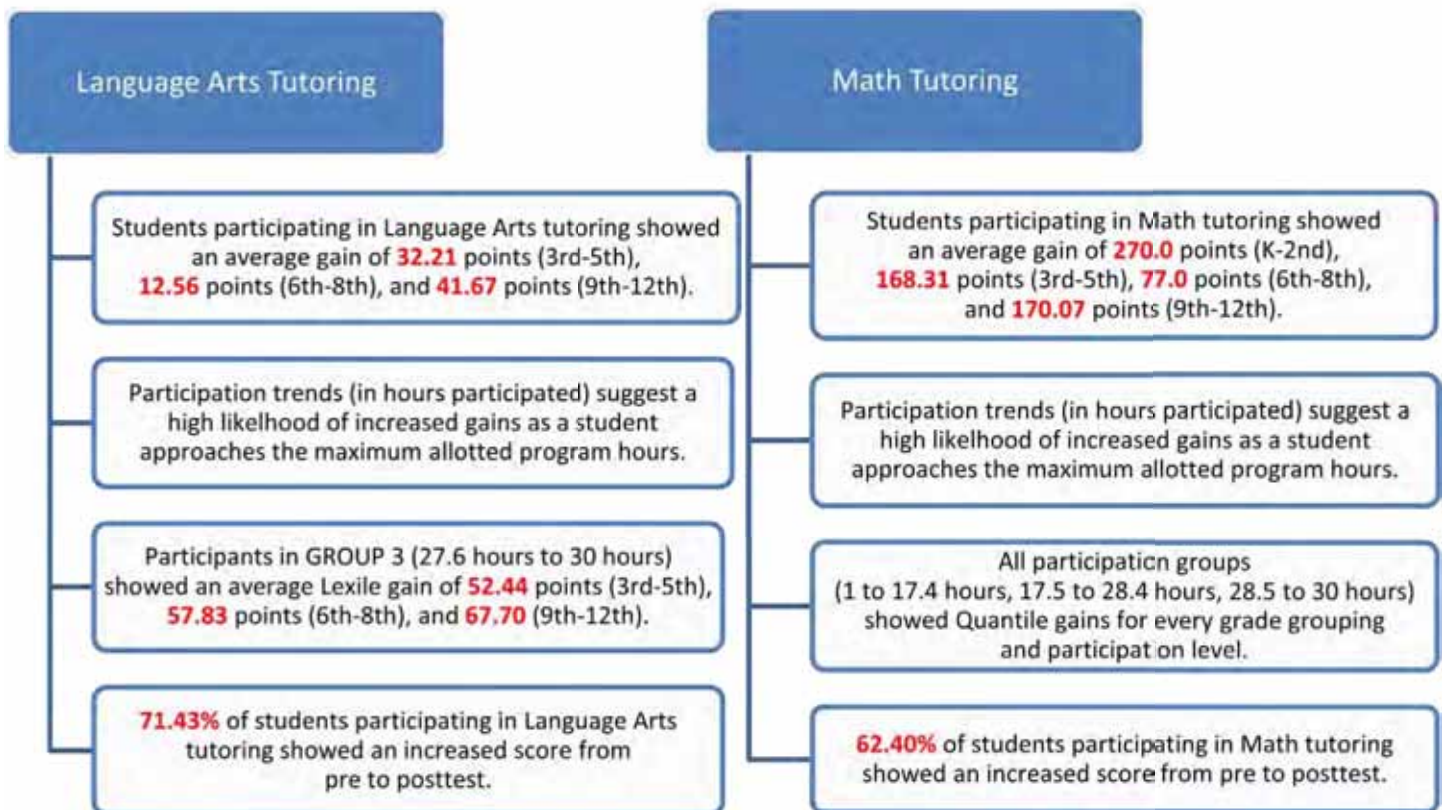 Language Arts Tutoring
Students participating in Language Arts tutoring showed
an average gain of 32.21 points (3rd-5th),
12.56 points (6th-8th), and 41.67 points (9th-12th).
Participation trends (in hours participated) suggest a
high likelhood of increased gains as a student
approaches the maximum allotted program hours.
Participants in GROUP 3 (27.6 hours to 30 hours)
showed an average Lexile gain of 52.44 points (3rd-5th),
57.83 points (6th-8th), and 67.70 (9th-12th).
71.43% of students participating in Language Arts
tutoring showed an increased score from
pre to posttest.
Math Tutoring
Students participating in Math tutoring showed
an average gain of 270.0 points (K-2nd),
168.31 points (3rd-5th), 77.0 points (6th-8th),
and 170.07 points (9th-12th).
Participation trends (in hours participated) suggest a
high likelhood of increased gains as a student
approaches the maximum allotted program hours.
All participation groups
(1 to 17.4 hours, 17.5 to 28.4 hours, 28.5 to 30 hours)
showed Quantile gains for every grade grouping
and participat on level.
62.40% of students participating in Math tutoring
showed an increased score from pre to posttest.